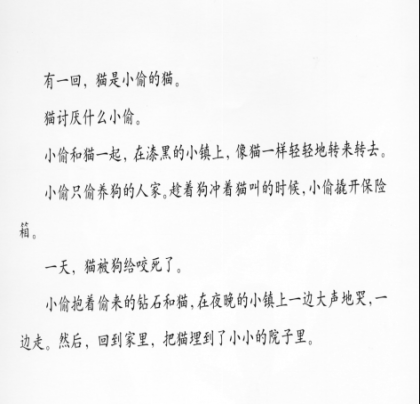 有一回，猫是小偷的猫。
猫讨厌什么小偷。
小偷和猫一起，在漆黑的小镇上，像猫一样轻轻地转来转去。
小偷只偷养狗的人家。趁着狗冲着猫叫的时候，小偷撬开保险
箱。
一天，猫被狗给咬死了。
小偷抱着偷来的钻石和猫，在夜晚的小镇上一边大声地哭，一
边走。然后，回到家里，把猫埋到了小小的院子里。